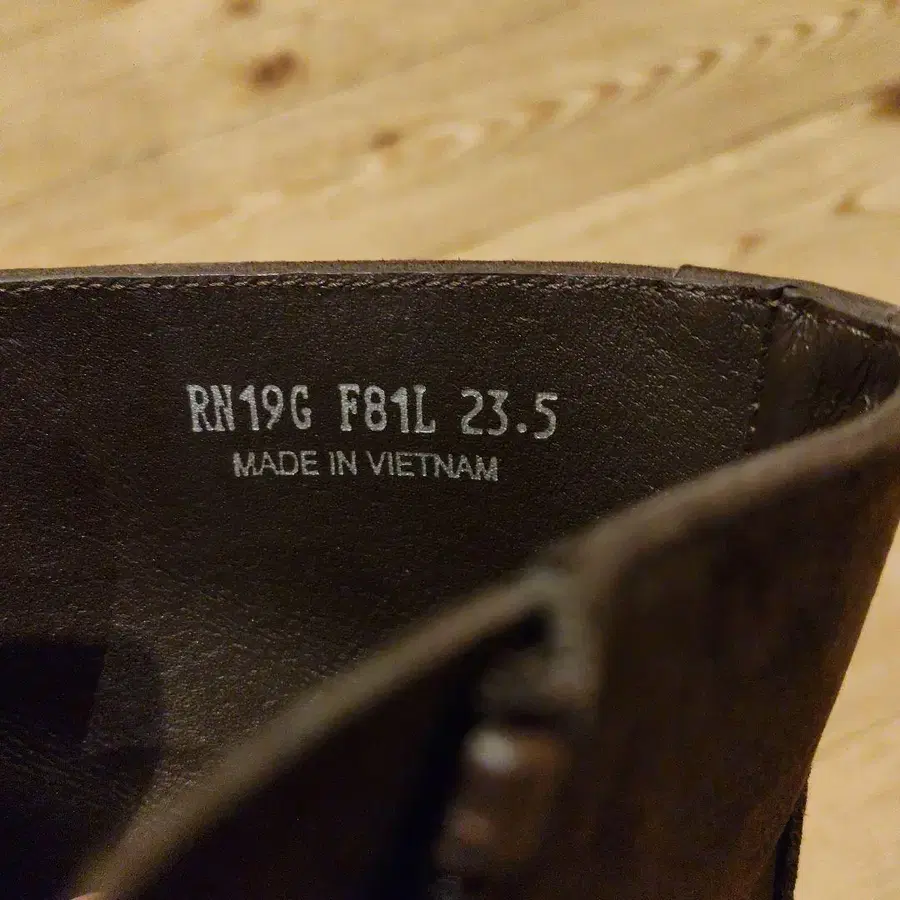 RN19G F81L 23.5
MADE IN VIETNAM